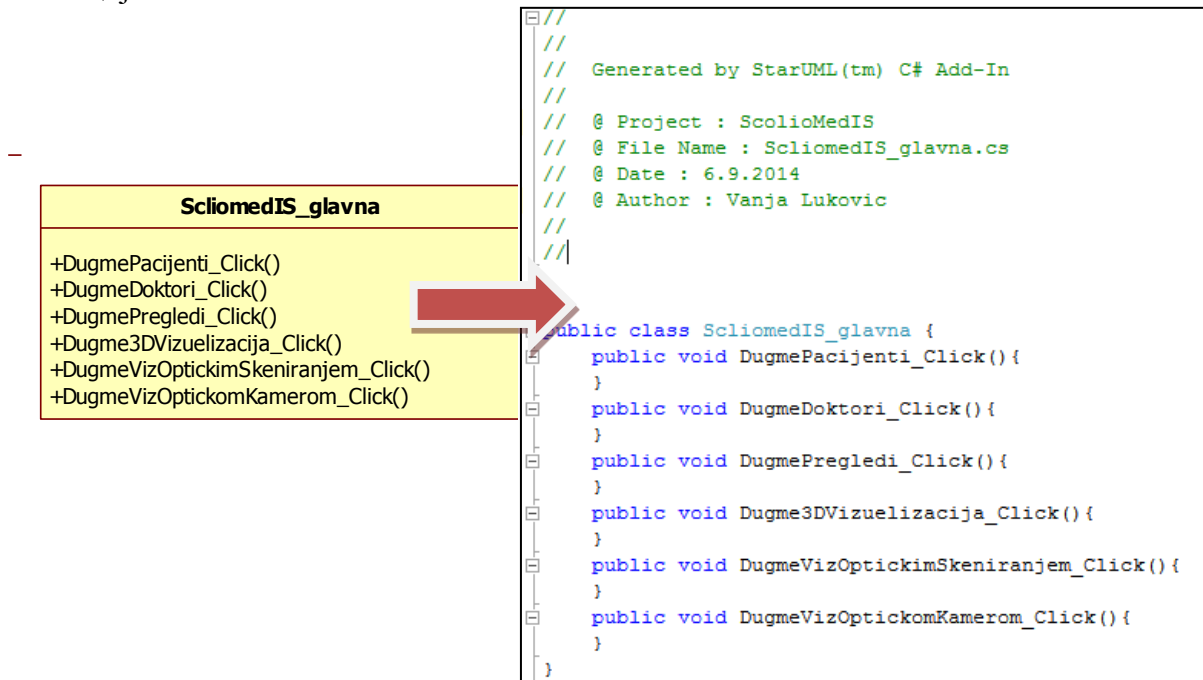 ScliomedIS_glavna
+DugmePacijenti_Click()
+DugmeDoktori_Click()
+DugmePregledi_Click()
+Dugme3DVizuelizacija_Click()
+DugmeVizOptickimSkeniranjem_Click()
+DugmeVizOptickomKamerom_Click()
//
//
//  Generated by StarUML(tm) C# Add-In
//
//  @ Project : ScolioMedIS
//  @ File Name : ScliomedIS_glavna.cs
//  @ Date : 6.9.2014
//  @ Author : Vanja Lukovic
//
//
public class ScliomedIS_glavna {
public void DugmePacijenti_Click(){
}
public void DugmeDoktori_Click(){
}
public void DugmePregledi_Click(){
}
public void Dugme3DVizuelizacija_Click(){
}
public void DugmeVizOptickimSkeniranjem_Click(){
}
public void DugmeVizOptickomKamerom_Click(){
}
}